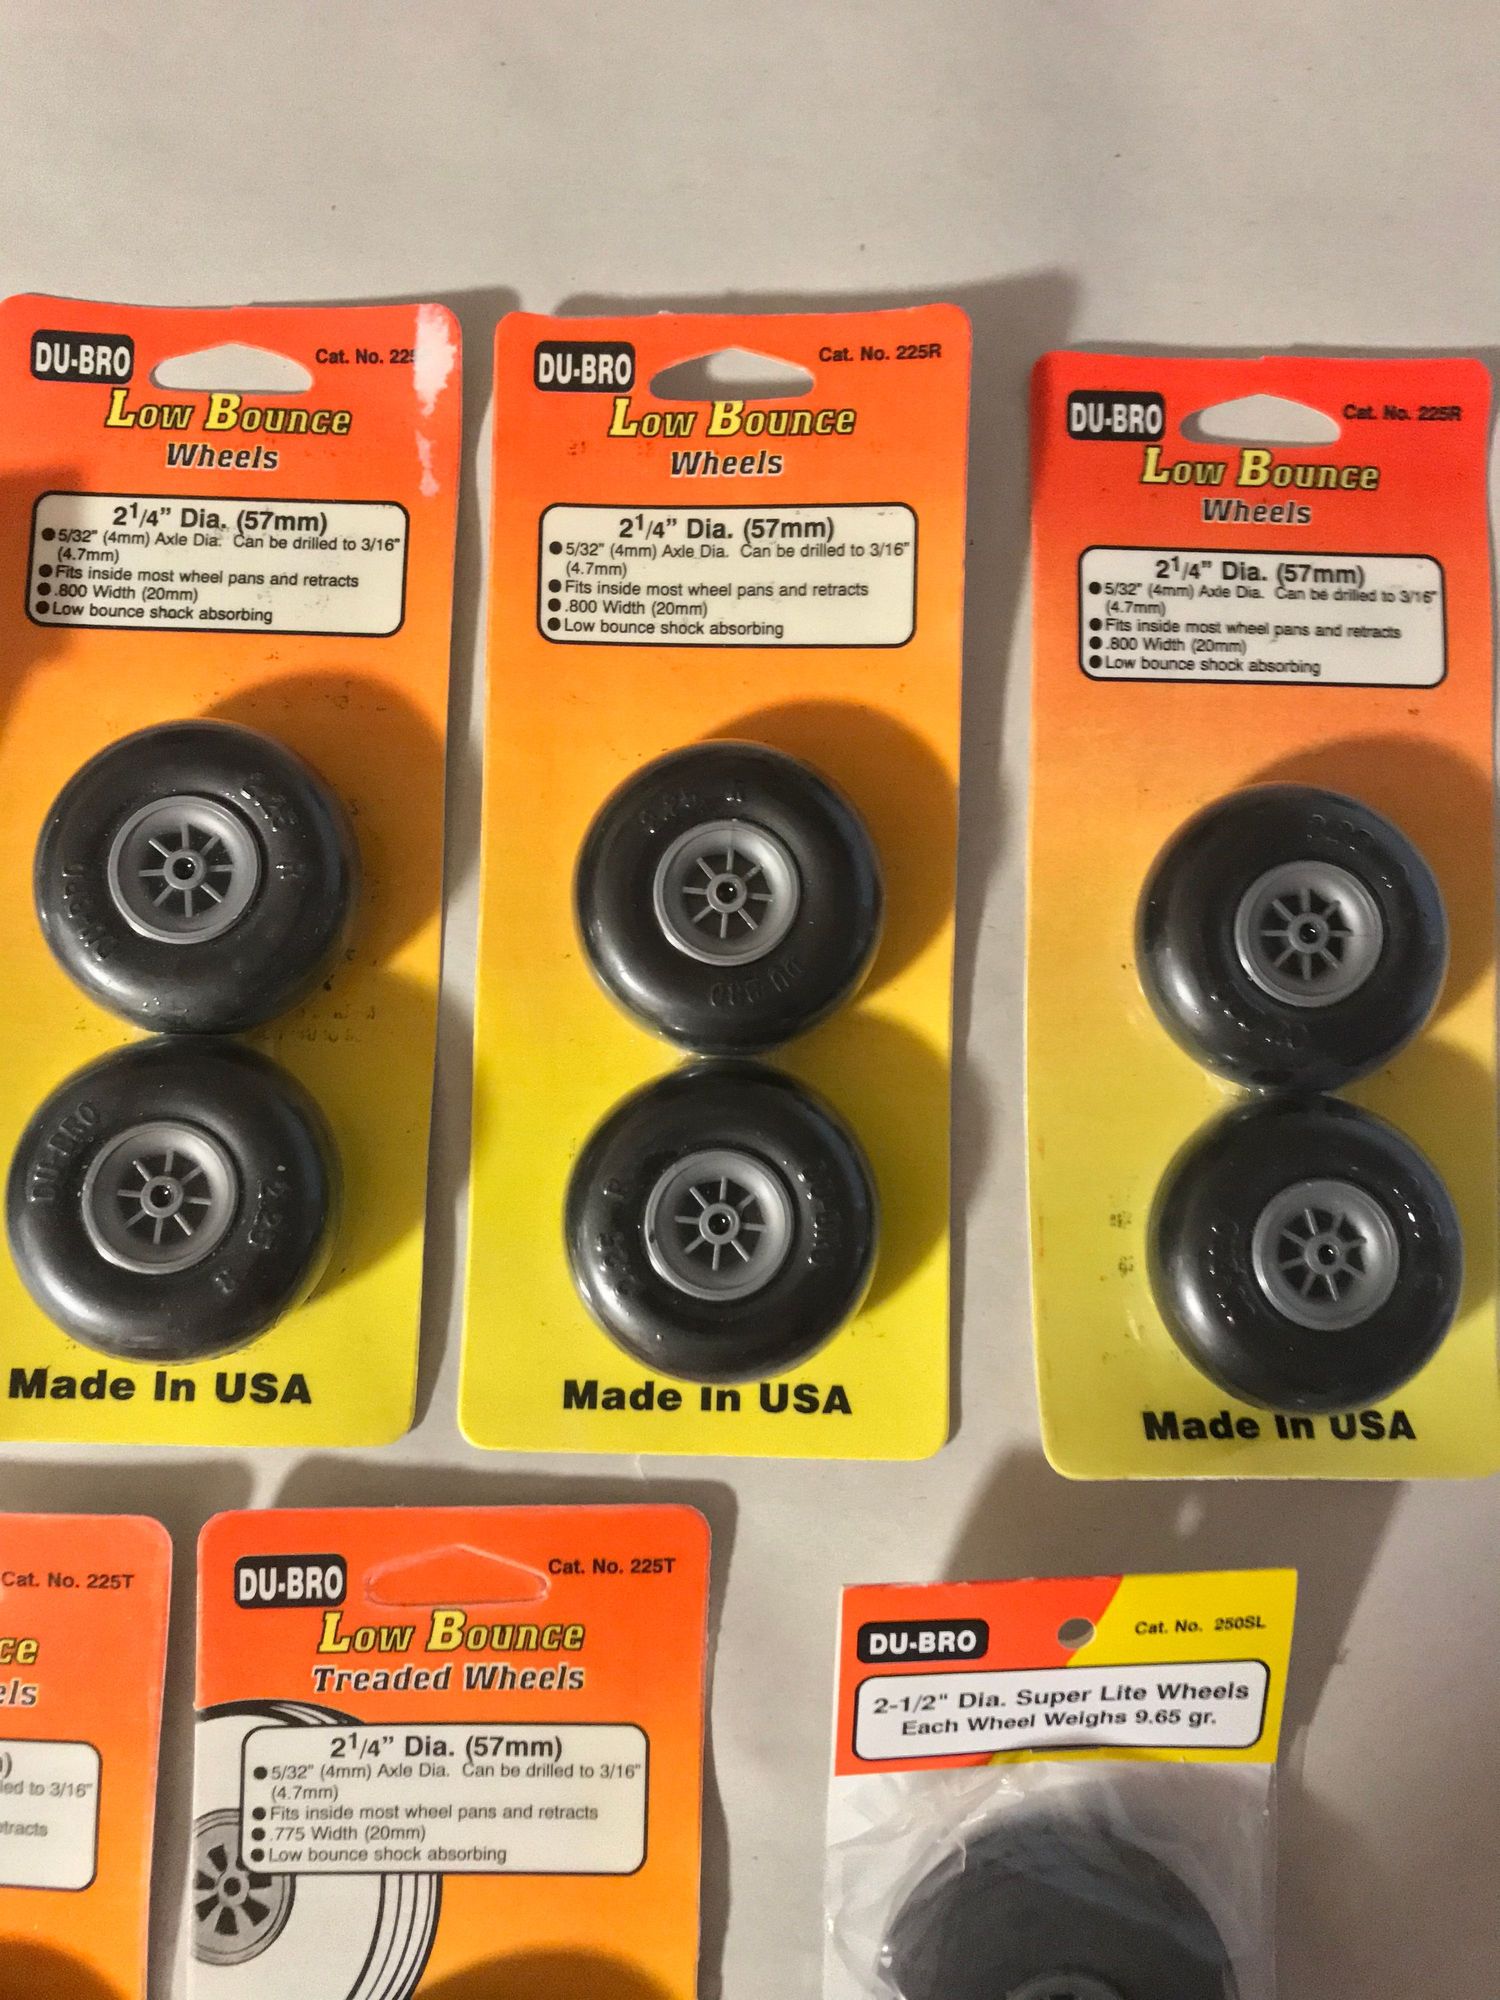 DU-BRO
Cat. No. 225
Low Bounce
Wheels
2 1/4" Dia. (57mm)
● 5/32" (4mm) Axle Dia. Can be drilled to 3/16"
(4.7mm)
● Fits inside most wheel pans and retracts
● .800 Width (20mm)
● Low bounce shock absorbing
DU-BRO
DU-BRO
Made In USA
DU-BRO
Cat. No. 225R
Low Bounce
Wheels
2 1/4" Dia. (57mm)
● 5/32" (4mm) Axle Dia. Can be drilled to 3/16"
(4.7mm)
● Fits inside most wheel pans and retracts
● .800 Width (20mm)
● Low bounce shock absorbing
Made In USA
DU-BRO
Cat. No. 225R
Low Bounce
Wheels
2 1/4" Dia. (57mm)
● 5/32" (4mm) Axle Dia. Can be drilled to 3/16"
(4.7mm)
● Fits inside most wheel pans and retracts
● .800 Width (20mm)
● Low bounce shock absorbing
Made In USA
Cat. No. 225T
to 3/16"
DU-BRO
Cat. No. 225T
Low Bounce
Treaded Wheels
2 1/4" Dia. (57mm)
● 5/32" (4mm) Axle Dia. Can be drilled to 3/16"
(4.7mm)
● Fits inside most wheel pans and retracts
● .775 Width (20mm)
● Low bounce shock absorbing
DU-BRO
Cat. No. 250SL
2-1/2" Dia. Super Lite Wheels
Each Wheel Weighs 9.65 gr.